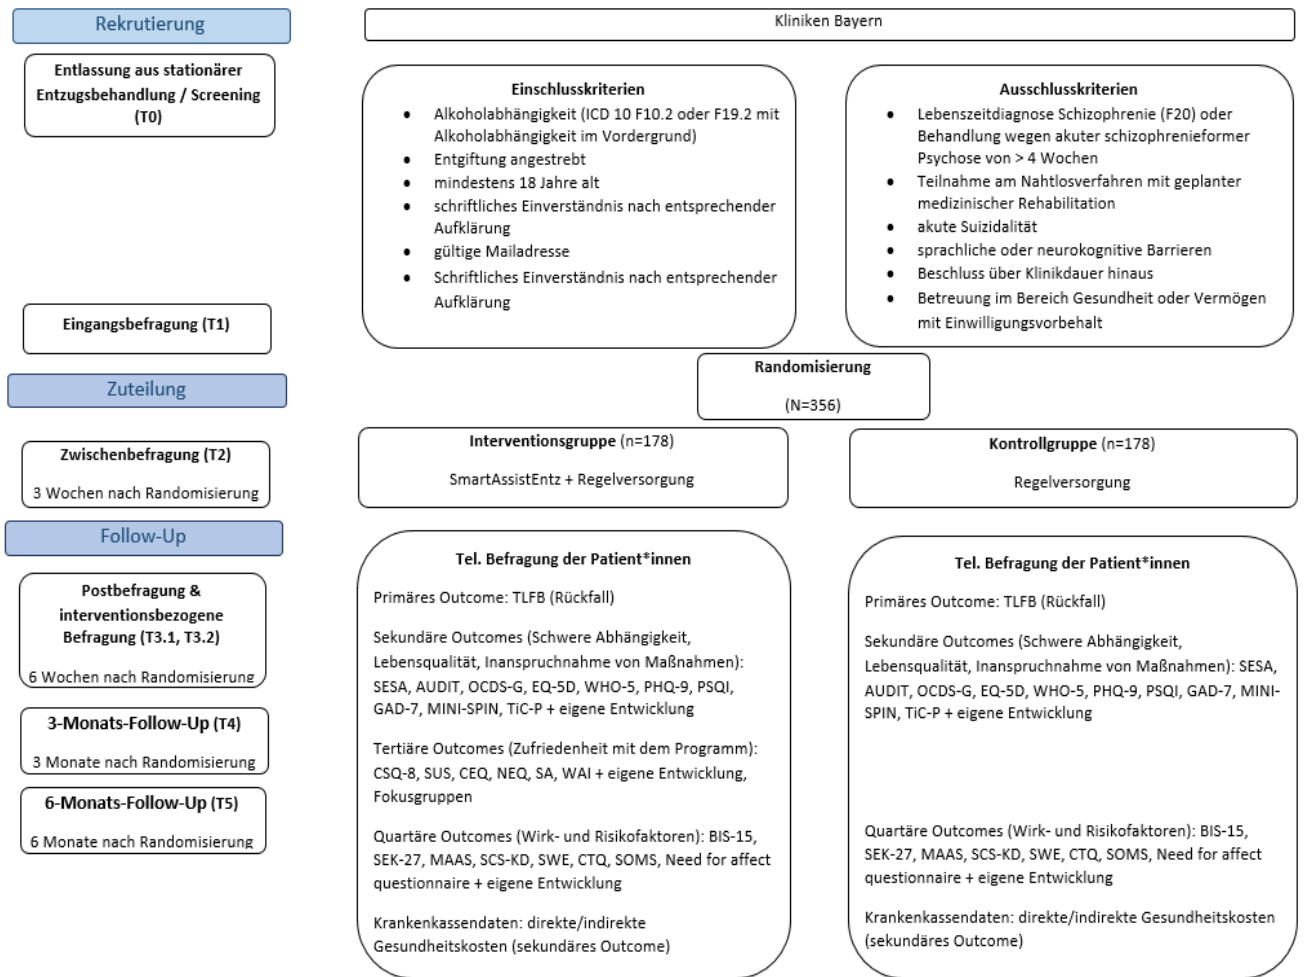 Rekrutierung
Kliniken Bayern
Entlassung aus stationärer
Entzugsbehandlung / Screening
(T0)
Einschlusskriterien
• Alkoholabhängigkeit (ICD 10 F10.2 oder F19.2 mit
Alkoholabhängigkeit im Vordergrund)
• Entgiftung angestrebt
• mindestens 18 Jahre alt
• schriftliches Einverständnis nach entsprechender
Aufklärung
• gültige Mailadresse
• Schriftliches Einverständnis nach entsprechender
Aufklärung
Ausschlusskriterien
• Lebenszeitdiagnose Schizophrenie (F20) oder
Behandlung wegen akuter schizophrenieformer
Psychose von > 4 Wochen
• Teilnahme am Nahtlosverfahren mit geplanter
medizinischer Rehabilitation
• akute Suizidalität
• sprachliche oder neurokognitive Barrieren
• Beschluss über Klinikdauer hinaus
• Betreuung im Bereich Gesundheit oder Vermögen
mit Einwilligungsvorbehalt
Eingangsbefragung (T1)
Randomisierung
(N=356)
Zuteilung
Zwischenbefragung (T2)
3 Wochen nach Randomisierung
Interventionsgruppe (n=178)
SmartAssistEntz + Regelversorgung
Kontrollgruppe (n=178)
Regelversorgung
Follow-Up
Postbefragung &
interventionsbezogene
Befragung (T3.1, T3.2)
6 Wochen nach Randomisierung
3-Monats-Follow-Up (T4)
3 Monate nach Randomisierung
6-Monats-Follow-Up (T5)
6 Monate nach Randomisierung
Tel. Befragung der Patient*innen
Primäres Outcome: TLFB (Rückfall)
Sekundäre Outcomes (Schwere Abhängigkeit,
Lebensqualität, Inanspruchnahme von Maßnahmen):
SESA, AUDIT, OCDS-G, EQ-5D, WHO-5, PHQ-9, PSQI,
GAD-7, MINI-SPIN, TiC-P + eigene Entwicklung
Tertiäre Outcomes (Zufriedenheit mit dem Programm):
CSQ-8, SUS, CEQ, NEQ, SA, WAI + eigene Entwicklung,
Fokusgruppen
Quartäre Outcomes (Wirk- und Risikofaktoren): BIS-15,
SEK-27, MAAS, SCS-KD, SWE, CTQ, SOMS, Need for affect
questionnaire + eigene Entwicklung
Krankenkassendaten: direkte/indirekte
Gesundheitskosten (sekundäres Outcome)
Tel. Befragung der Patient*innen
Primäres Outcome: TLFB (Rückfall)
Sekundäre Outcomes (Schwere Abhängigkeit,
Lebensqualität, Inanspruchnahme von Maßnahmen): SESA,
AUDIT, OCDS-G, EQ-5D, WHO-5, PHQ-9, PSQI, GAD-7, MINI-
SPIN, TiC-P + eigene Entwicklung
Quartäre Outcomes (Wirk- und Risikofaktoren): BIS-15,
SEK-27, MAAS, SCS-KD, SWE, CTQ, SOMS, Need for affect
questionnaire + eigene Entwicklung
Krankenkassendaten: direkte/indirekte Gesundheitskosten
(sekundäres Outcome)